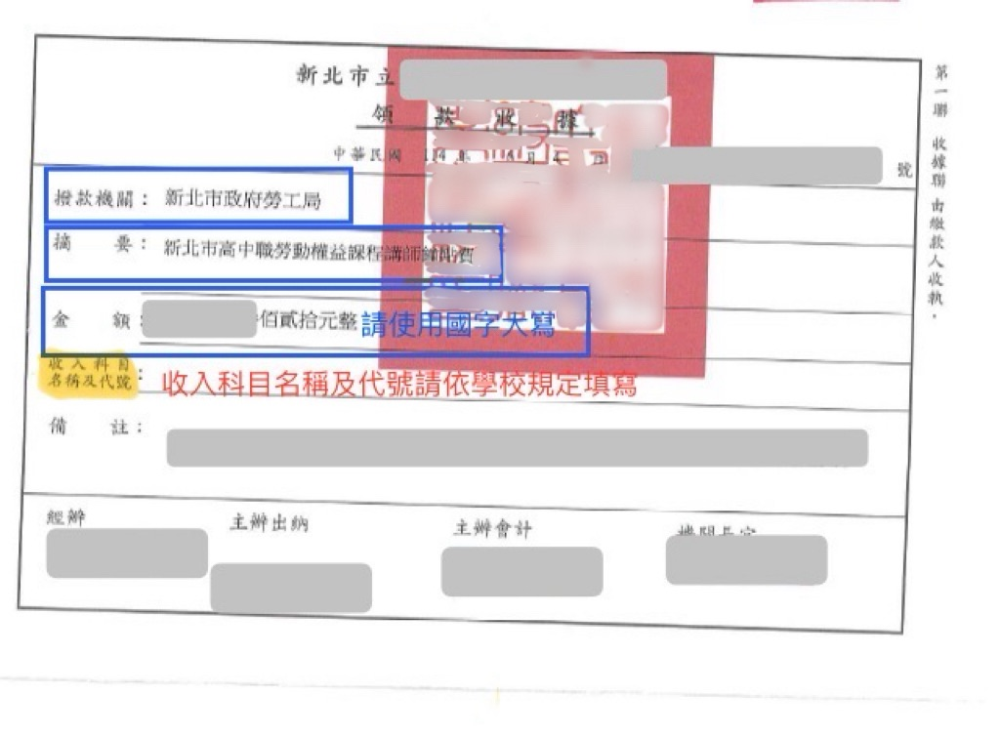 新北市立
領款收據
中華民國 114 年 月 4 日
號
撥款機關：新北市政府勞工局
摘要：新北市高中職勞動權益課程講師鐘點費
金額：佰貳拾元整 請使用國字大寫
收入科目
名稱及代號：收入科目名稱及代號請依學校規定填寫
備註：
經辦 主辦出納 主辦會計 機關長官
第一聯 收據聯 由繳款人收執。